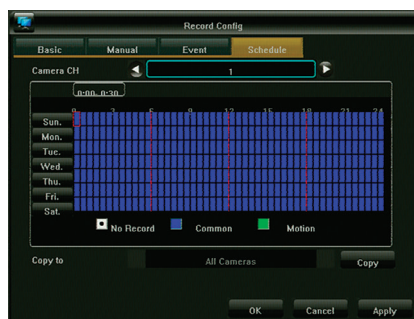 Record Config
Basic Manual Event Schedule
Camera CH 1
0:00, 0:30
0 3 6 9 12 15 18 21 24
Sun.
Mon.
Tue.
Wed.
Thu.
Fri.
Sat.
No Record Common Motion
Copy to All Cameras Copy
OK Cancel Apply